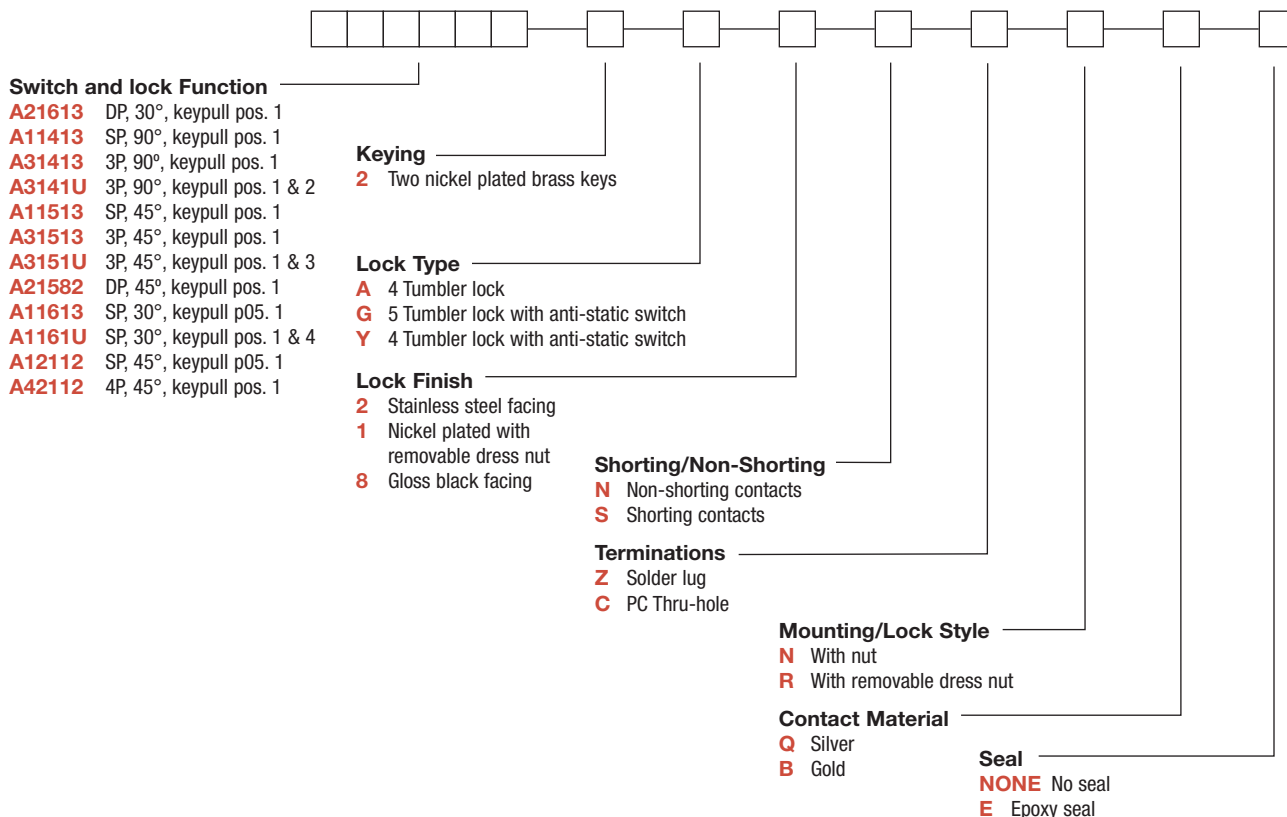 Switch and lock Function
A21613 DP, 30°, keypull pos. 1
A11413 SP, 90°, keypull pos. 1
A31413 3P, 90º, keypull pos. 1
A3141U 3P, 90°, keypull pos. 1 & 2
A11513 SP, 45°, keypull pos. 1
A31513 3P, 45°, keypull pos. 1
A3151U 3P, 45°, keypull pos. 1 & 3
A21582 DP, 45º, keypull pos. 1
A11613 SP, 30°, keypull p05. 1
A1161U SP, 30°, keypull pos. 1 & 4
A12112 SP, 45°, keypull p05. 1
A42112 4P, 45°, keypull pos. 1
Keying
2 Two nickel plated brass keys
Lock Type
A 4 Tumbler lock
G 5 Tumbler lock with anti-static switch
Y 4 Tumbler lock with anti-static switch
Lock Finish
2 Stainless steel facing
1 Nickel plated with
removable dress nut
8 Gloss black facing
Shorting/Non-Shorting
N Non-shorting contacts
S Shorting contacts
Terminations
Z Solder lug
C PC Thru-hole
Mounting/Lock Style
N With nut
R With removable dress nut
Contact Material
Q Silver
B Gold
Seal
NONE No seal
E Epoxy seal